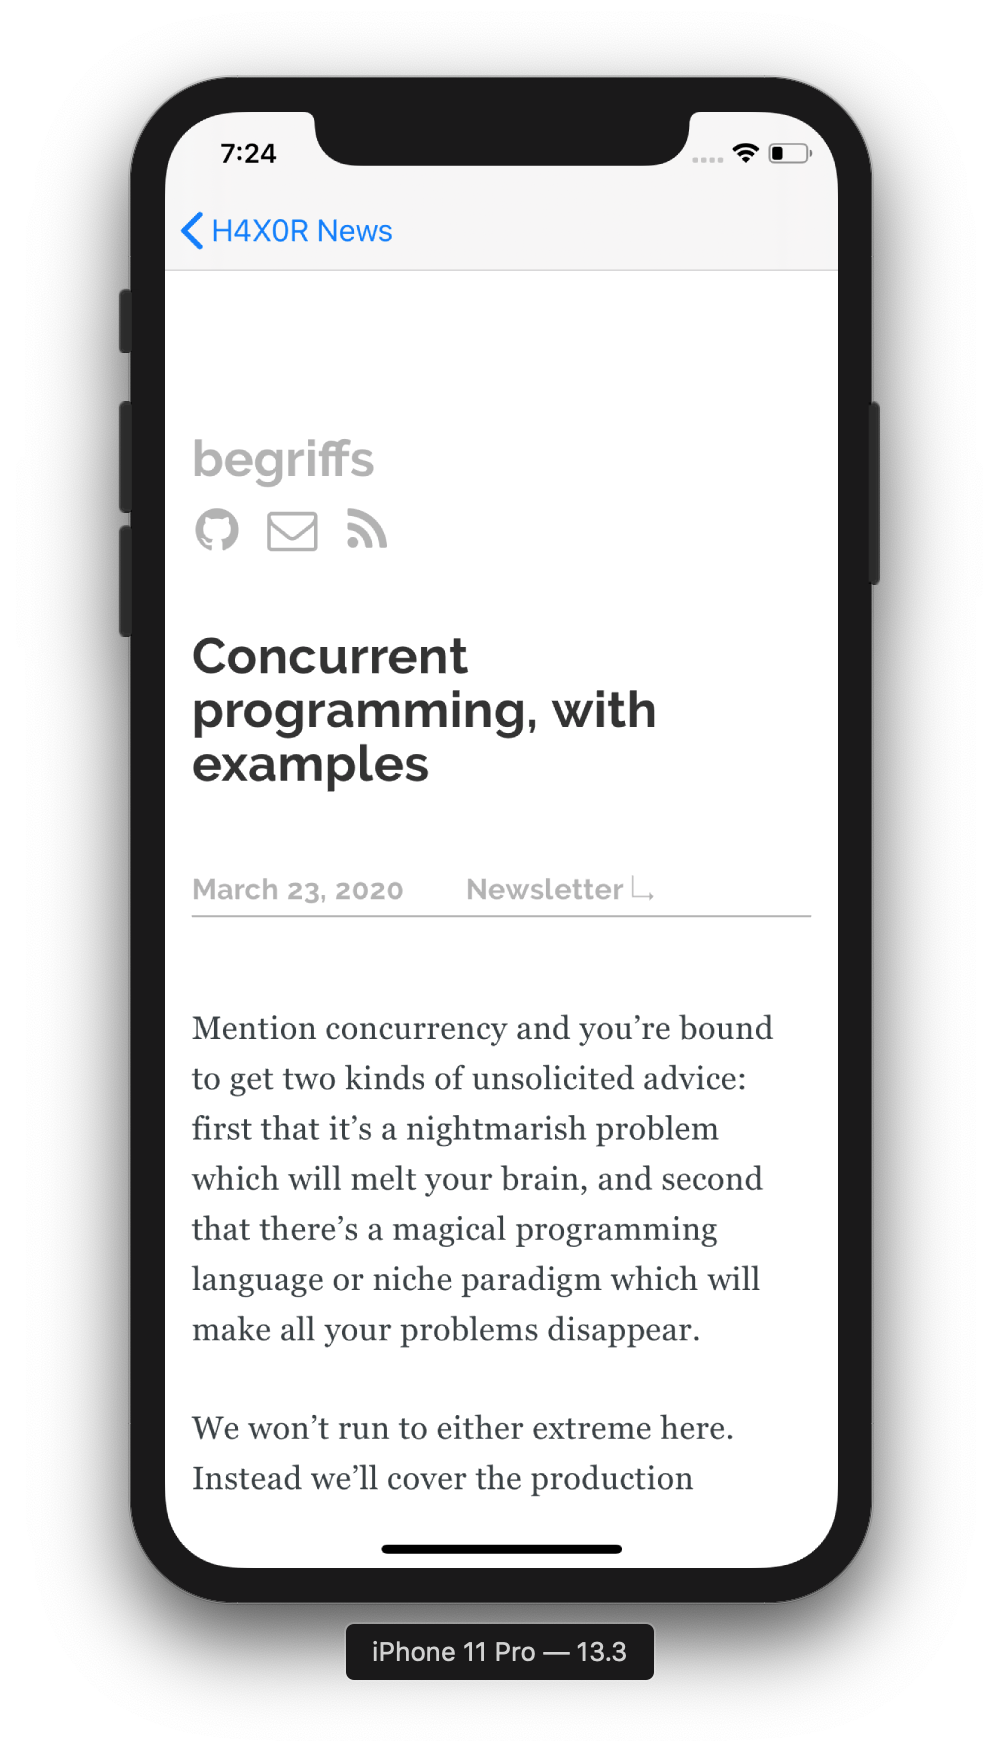 7:24
H4X0R News
begriffs
Concurrent
programming, with
examples
March 23, 2020 Newsletter
Mention concurrency and you’re bound
to get two kinds of unsolicited advice:
first that it’s a nightmarish problem
which will melt your brain, and second
that there’s a magical programming
language or niche paradigm which will
make all your problems disappear.
We won’t run to either extreme here.
Instead we’ll cover the production
iPhone 11 Pro — 13.3